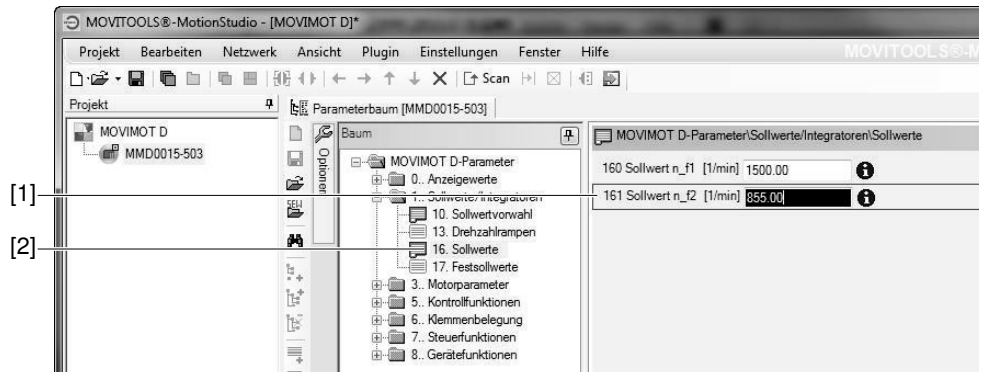 MOVITOOLS®-MotionStudio - [MOVIMOT D]*
Projekt Bearbeiten Netzwerk Ansicht Plugin Einstellungen Fenster Hilfe
MOVITOOLS®-M
Scan
Projekt
Parameterbaum [MMD0015-503]
MOVIMOT D
MMD0015-503
Optionen
SEW
Baum
MOVIMOT D-Parameter
0.. Anzeigewerte
1.. Sollwerte/Integratoren
10. Sollwertvorwahl
13. Drehzahlrampen
16. Sollwerte
17. Festsollwerte
3.. Motorparameter
5.. Kontrollfunktionen
6.. Klemmenbelegung
7.. Steuerfunktionen
8.. Gerätefunktionen
MOVIMOT D-Parameter\Sollwerte/Integratoren\Sollwerte
160 Sollwert n_f1 [1/min] 1500.00
161 Sollwert n_f2 [1/min] 855.00
[1]
[2]